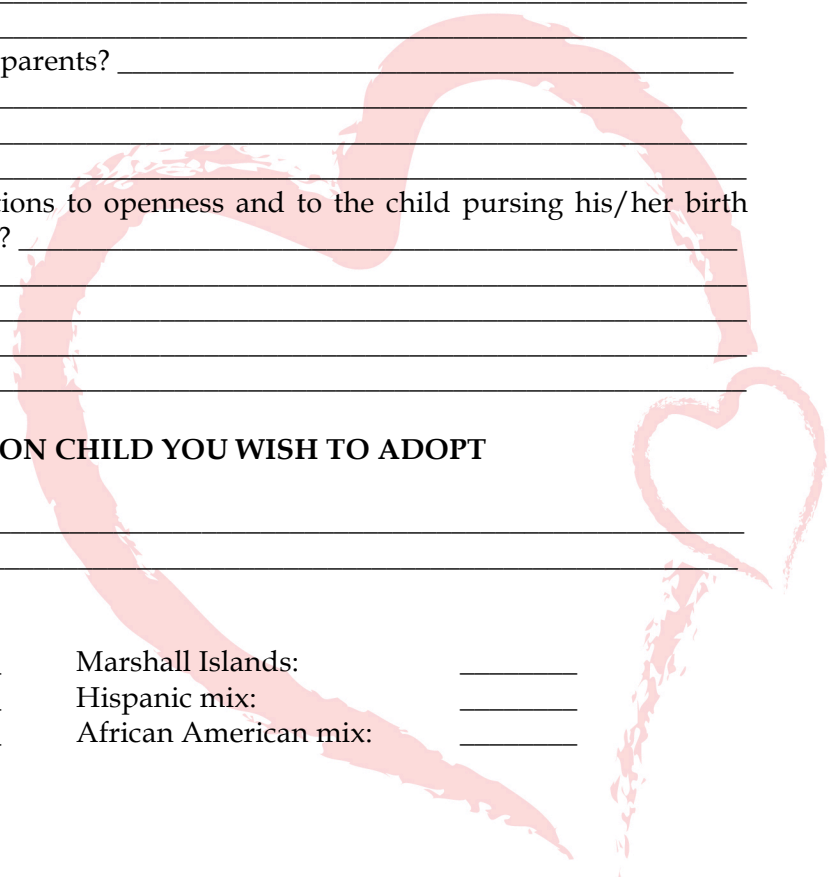 parents? 
tions to openness and to the child pursing his/her birth
?
ON CHILD YOU WISH TO ADOPT
Marshall Islands:
Hispanic mix:
African American mix: